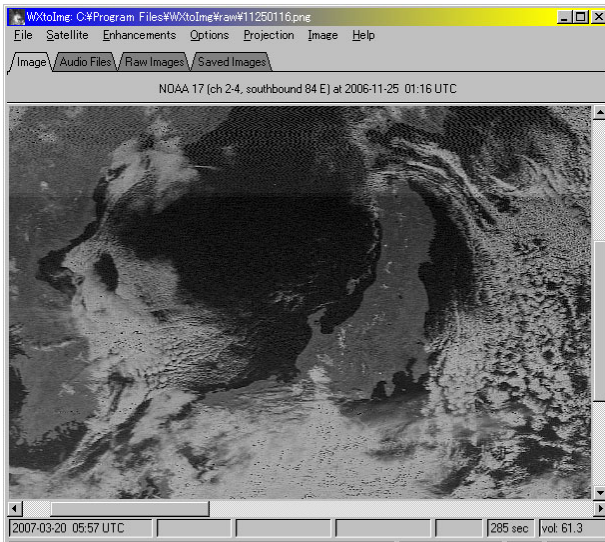 WXtoImg: C:¥Program Files¥WXtoImg¥raw¥11250116.png
File Satellite Enhancements Options Projection Image Help
Image Audio Files Raw Images Saved Images
NOAA 17 (ch 2-4, southbound 84 E) at 2006-11-25 01:16 UTC
2007-03-20 05:57 UTC 285 sec vol: 61.3